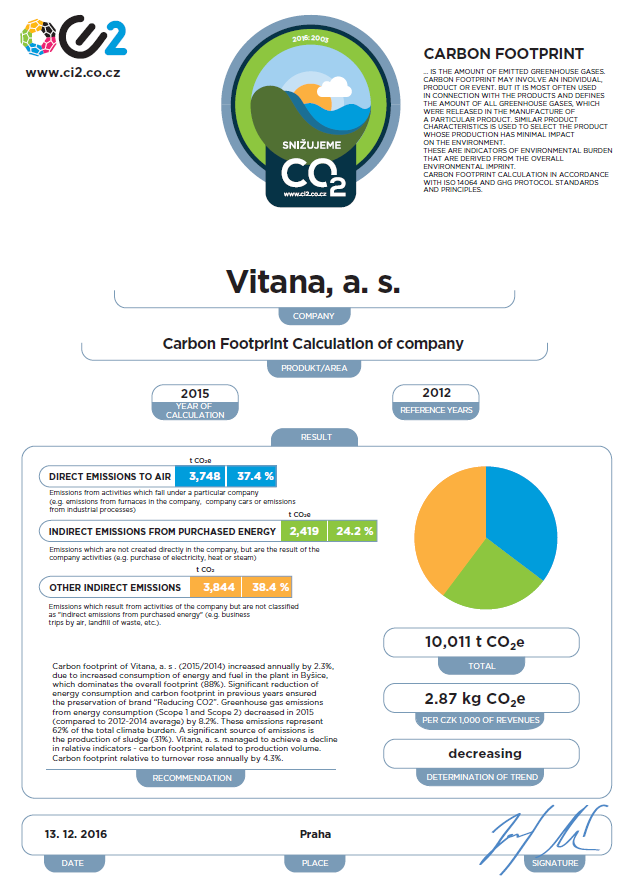 Ci2
www.ci2.co.cz
2015: 2003
SNIŽUJEME
CO2
www.ci2.co.cz
CARBON FOOTPRINT
... IS THE AMOUNT OF EMITTED GREENHOUSE GASES.
CARBON FOOTPRINT MAY INVOLVE AN INDIVIDUAL,
PRODUCT OR EVENT. BUT IT IS MOST OFTEN USED
IN CONNECTION WITH THE PRODUCTS AND DEFINES
THE AMOUNT OF ALL GREENHOUSE GASES, WHICH
WERE RELEASED IN THE MANUFACTURE OF
A PARTICULAR PRODUCT. SIMILAR PRODUCT
CHARACTERISTICS IS USED TO SELECT THE PRODUCT
WHOSE PRODUCTION HAS MINIMAL IMPACT
ON THE ENVIRONMENT.
THESE ARE INDICATORS OF ENVIRONMENTAL BURDEN
THAT ARE DERIVED FROM THE OVERALL
ENVIRONMENTAL IMPRINT.
CARBON FOOTPRINT CALCULATION IN ACCORDANCE
WITH ISO 14064 AND GHG PROTOCOL STANDARDS
AND PRINCIPLES.
Vitana, a. s.
COMPANY
Carbon Footprint Calculation of company
PRODUKT/AREA
2015
YEAR OF
CALCULATION
2012
REFERENCE YEARS
RESULT
t CO₂e
DIRECT EMISSIONS TO AIR 3,748 37.4 %
Emissions from activities which fall under a particular company
(e.g. emissions from furnaces in the company, company cars or emissions
from industrial processes)
t CO₂e
INDIRECT EMISSIONS FROM PURCHASED ENERGY 2,419 24.2 %
Emissions which are not created directly in the company, but are the result of the
company activities (e.g. purchase of electricity, heat or steam)
t CO₂
OTHER INDIRECT EMISSIONS 3,844 38.4 %
Emissions which result from activities of the company but are not classified
as "indirect emissions from purchased energy" (e.g. business
trips by air, landfill of waste, etc.).
10,011 t CO₂e
TOTAL
2.87 kg CO₂e
PER CZK 1,000 OF REVENUES
decreasing
DETERMINATION OF TREND
Carbon footprint of Vitana, a. s . (2015/2014) increased annually by 2.3%,
due to increased consumption of energy and fuel in the plant in Byšice,
which dominates the overall footprint (88%). Significant reduction of
energy consumption and carbon footprint in previous years ensured
the preservation of brand "Reducing CO2". Greenhouse gas emissions
from energy consumption (Scope 1 and Scope 2) decreased in 2015
(compared to 2012-2014 average) by 8.2%. These emissions represent
62% of the total climate burden. A significant source of emissions is
the production of sludge (31%). Vitana, a. s. managed to achieve a decline
in relative indicators - carbon footprint related to production volume.
Carbon footprint relative to turnover rose annually by 4.3%.
RECOMMENDATION
13. 12. 2016
DATE
Praha
PLACE
SIGNATURE